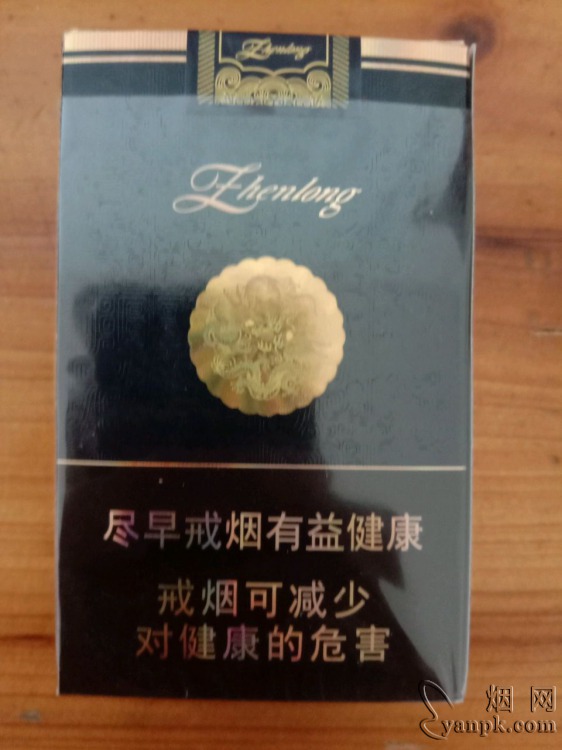 Zhenlong
Zhenlong
尽早戒烟有益健康
戒烟可减少
对健康的危害
烟网
yanpk.com